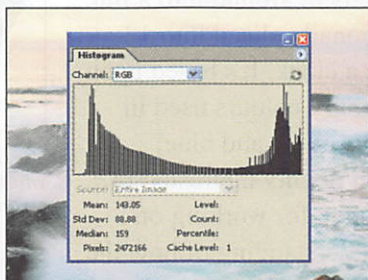 Histogram
Channel: RGB
Source: Entire Image
Mean: 143.05 Level:
Std Dev: 88.88 Count:
Median: 159 Percentile:
Pixels: 2472166 Cache Level: 1